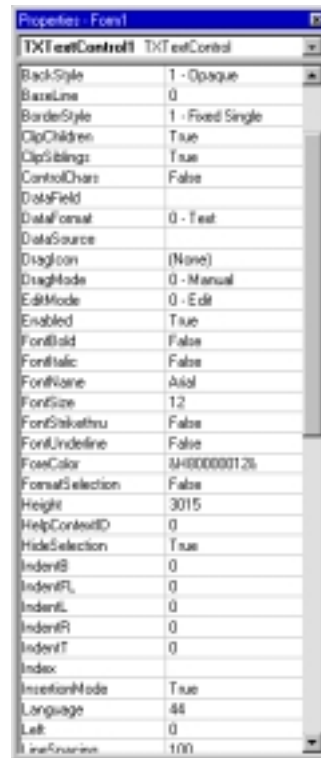 Properties - Form1
TXTextControl1 TXTextControl
BackStyle 1 - Opaque
BaseLine 0
BorderStyle 1 - Fixed Single
ClipChildren True
ClipSiblings True
ControlChars False
DataField
DataFormat 0 - Text
DataSource
DragIcon (None)
DragMode 0 - Manual
EditMode 0 - Edit
Enabled True
FontBold False
FontItalic False
FontName Arial
FontSize 12
FontStrikethru False
FontUnderline False
ForeColor &H80000012&
FormatSelection False
Height 3015
HelpContextID 0
HideSelection True
IndentB 0
IndentFL 0
IndentL 0
IndentR 0
IndentT 0
Index
InsertionMode True
Language 44
Left 0
LineSpacing 100